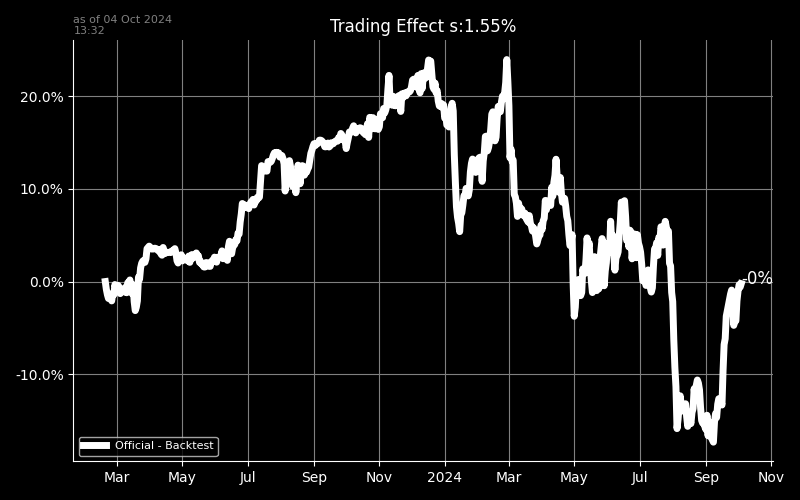 as of 04 Oct 2024
13:32
Trading Effect s:1.55%
20.0%
10.0%
0.0%
-10.0%
-0%
Official - Backtest
Mar May Jul Sep Nov 2024 Mar May Jul Sep Nov